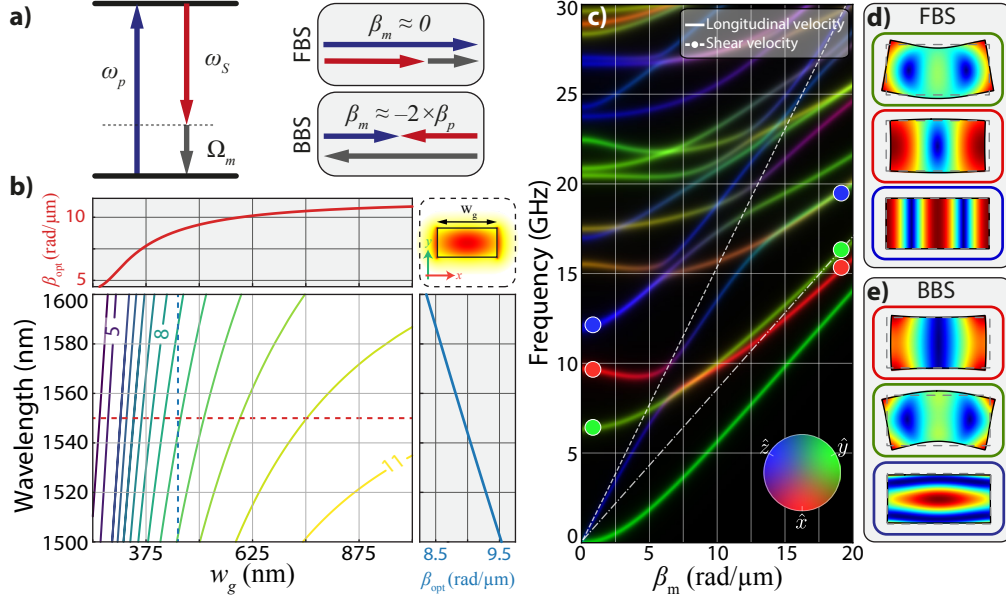 a)
ω_p
ω_S
Ω_m
FBS
β_m ≈ 0
BBS
β_m ≈ −2 × β_p
b)
β_opt (rad/μm)
10
5
w_g
y
x
Wavelength (nm)
1600
1580
1560
1540
1520
1500
5
8
11
375
625
875
w_g (nm)
8.5
9.5
β_opt (rad/μm)
c)
Frequency (GHz)
30
25
20
15
10
5
0
Longitudinal velocity
Shear velocity
ẑ
ŷ
x̂
0
5
10
15
20
β_m (rad/μm)
d)
FBS
e)
BBS